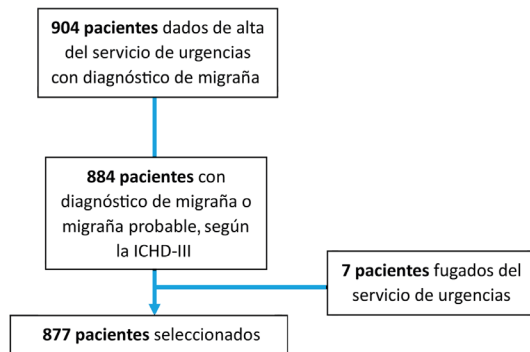 904 pacientes dados de alta
del servicio de urgencias
con diagnóstico de migraña
884 pacientes con
diagnóstico de migraña o
migraña probable, según
la ICHD-III
7 pacientes fugados del
servicio de urgencias
877 pacientes seleccionados